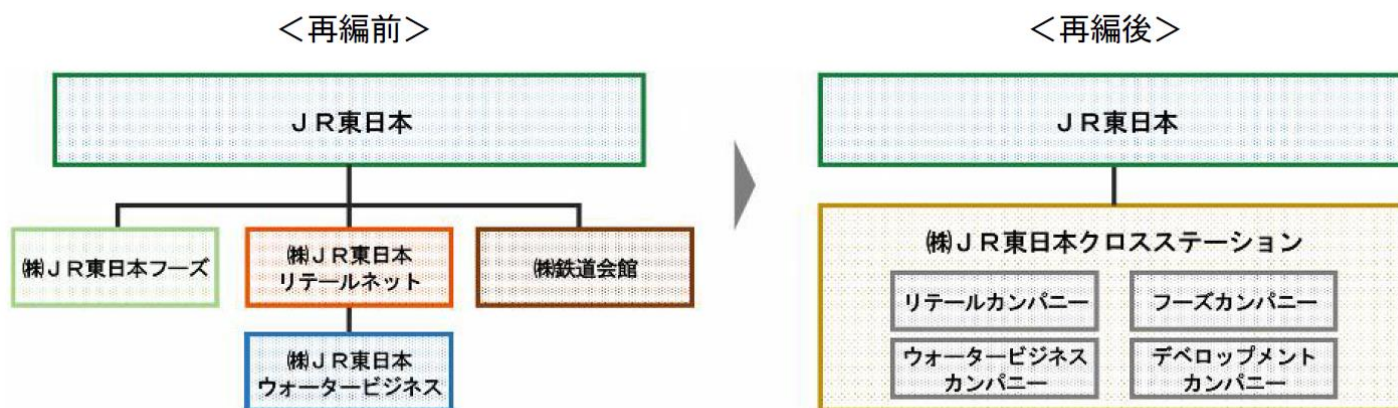 ＜再編前＞
ＪＲ東日本
㈱ＪＲ東日本フーズ
㈱ＪＲ東日本
リテールネット
㈱鉄道会館
㈱ＪＲ東日本
ウォータービジネス
＜再編後＞
ＪＲ東日本
㈱ＪＲ東日本クロスステーション
リテールカンパニー
フーズカンパニー
ウォータービジネス
カンパニー
デベロップメント
カンパニー